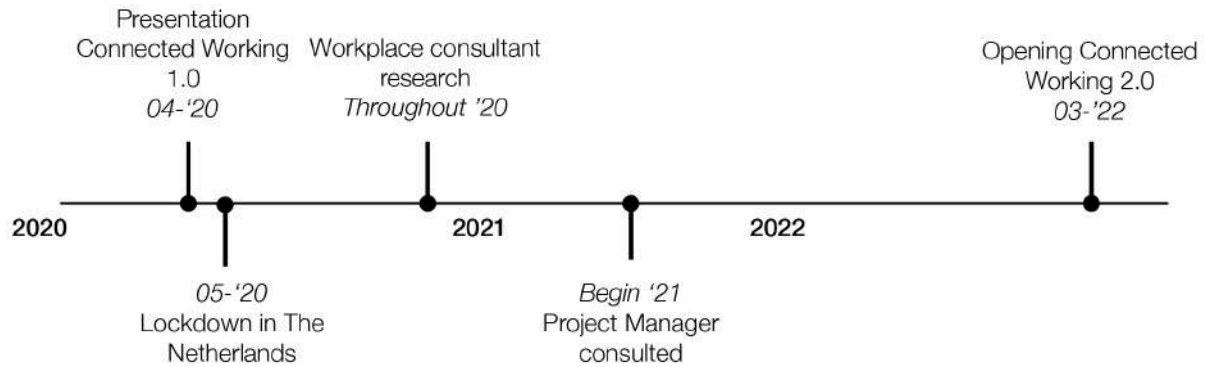 Presentation
Connected Working
1.0
04-‘20
Workplace consultant
research
Throughout ’20
Opening Connected
Working 2.0
03-’22
2020
2021
2022
05-‘20
Lockdown in The
Netherlands
Begin ‘21
Project Manager
consulted